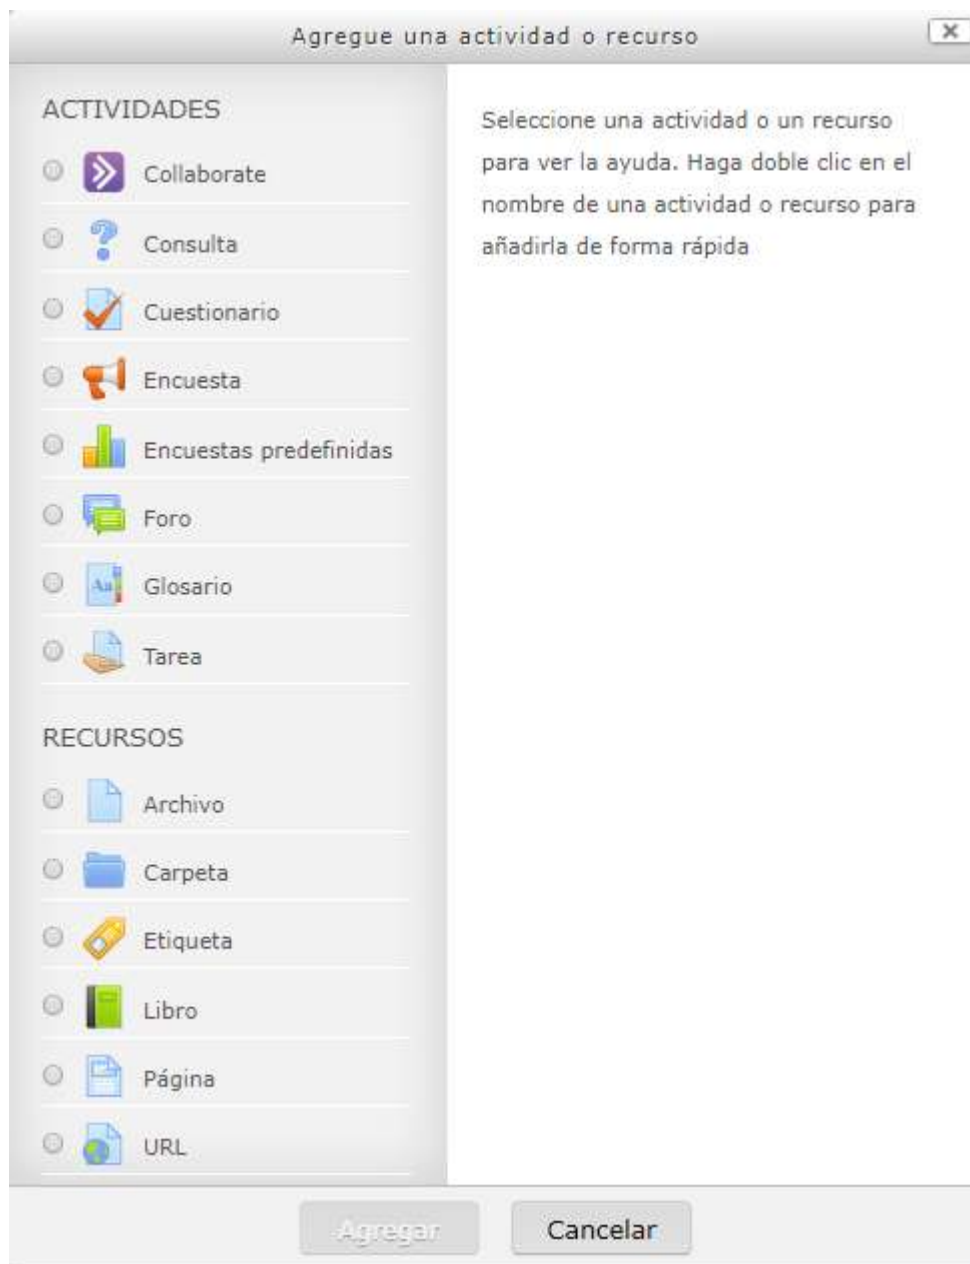 Agregue una actividad o recurso
ACTIVIDADES
Collaborate
Consulta
Cuestionario
Encuesta
Encuestas predefinidas
Foro
Glosario
Tarea
RECURSOS
Archivo
Carpeta
Etiqueta
Libro
Página
URL
Seleccione una actividad o un recurso
para ver la ayuda. Haga doble clic en el
nombre de una actividad o recurso para
añadirla de forma rápida
Agregar
Cancelar